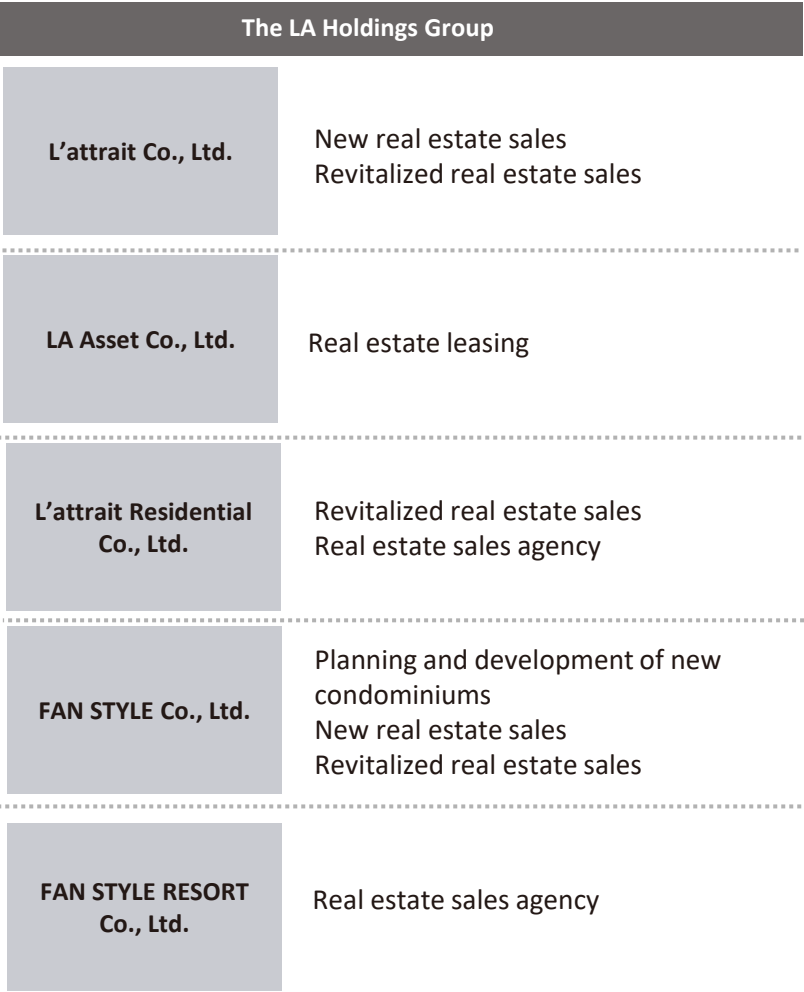 The LA Holdings Group
L’attrait Co., Ltd.
New real estate sales
Revitalized real estate sales
LA Asset Co., Ltd.
Real estate leasing
L’attrait Residential
Co., Ltd.
Revitalized real estate sales
Real estate sales agency
FAN STYLE Co., Ltd.
Planning and development of new
condominiums
New real estate sales
Revitalized real estate sales
FAN STYLE RESORT
Co., Ltd.
Real estate sales agency